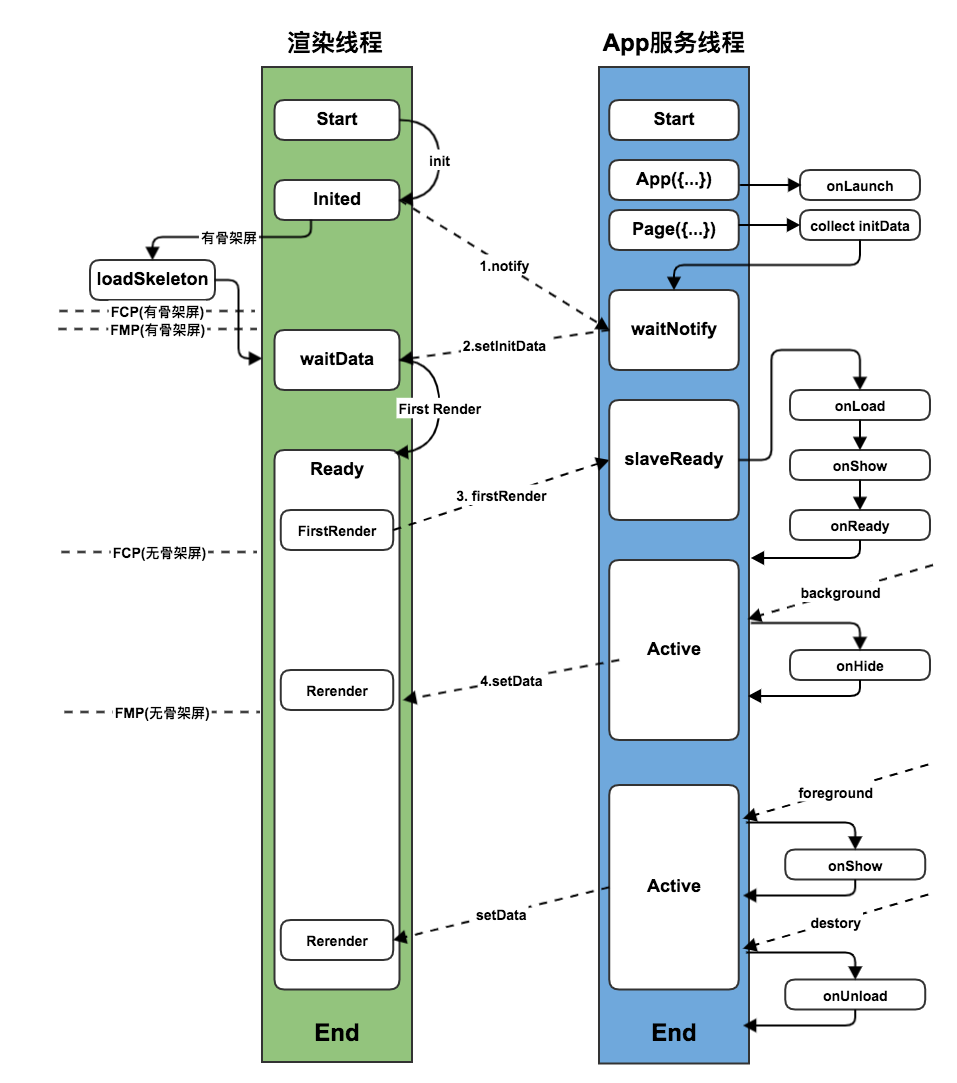 渲染线程
App服务线程
Start
Start
init
App({...})
onLaunch
Inited
Page({...})
collect initData
有骨架屏
1.notify
loadSkeleton
FCP(有骨架屏)
FMP(有骨架屏)
waitNotify
2.setInitData
waitData
First Render
onLoad
Ready
slaveReady
onShow
3. firstRender
FirstRender
onReady
FCP(无骨架屏)
background
Active
onHide
4.setData
Rerender
FMP(无骨架屏)
foreground
onShow
Active
setData
destory
Rerender
onUnload
End
End